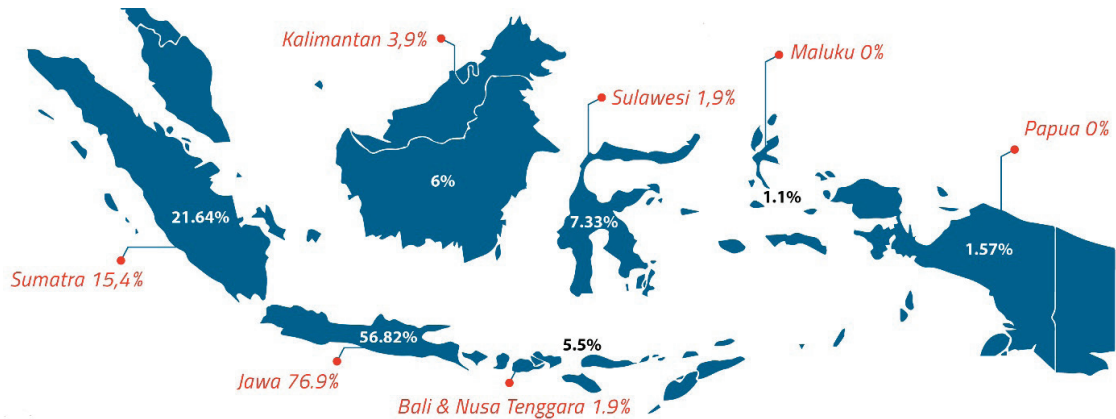 Kalimantan 3,9%
Maluku 0%
Sulawesi 1,9%
Papua 0%
6%
1.1%
21.64%
7.33%
1.57%
Sumatra 15,4%
56.82%
5.5%
Jawa 76.9%
Bali & Nusa Tenggara 1.9%